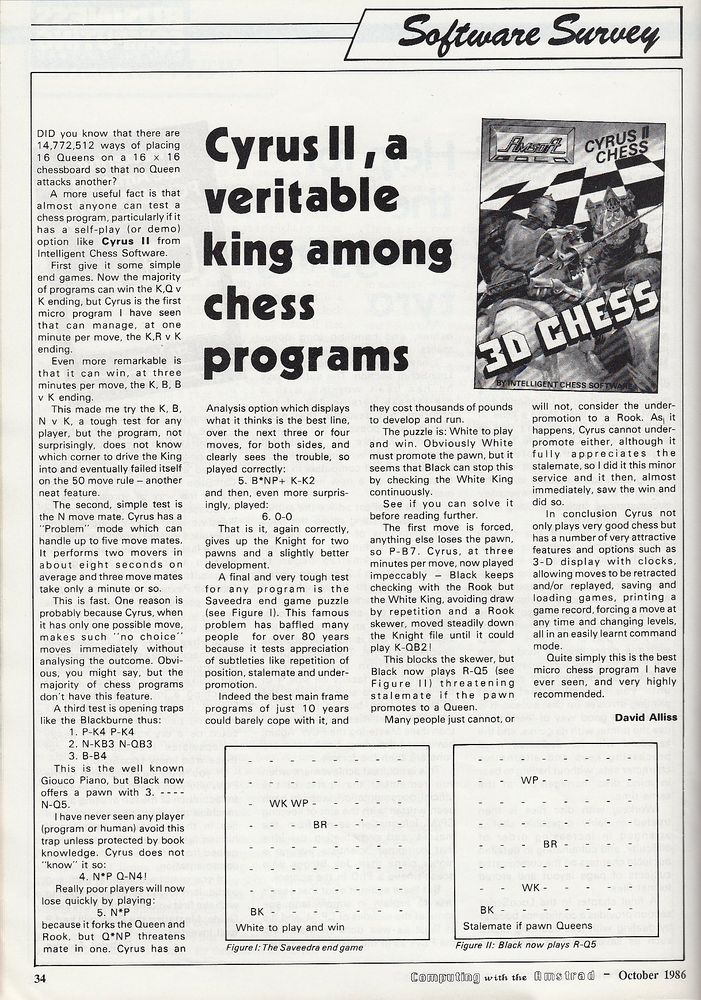 Software Survey
Cyrus II, a
veritable
king among
chess
programs
AMSOFT
GOLD
CYRUS II
CHESS
3D CHESS
BY INTELLIGENT CHESS SOFTWARE
DID you know that there are
14,772,512 ways of placing
16 Queens on a 16 x 16
chessboard so that no Queen
attacks another?
A more useful fact is that
almost anyone can test a
chess program, particularly if it
has a self-play (or demo)
option like Cyrus II from
Intelligent Chess Software.
First give it some simple
end games. Now the majority
of programs can win the K,Q v
K ending, but Cyrus is the first
micro program I have seen
that can manage, at one
minute per move, the K,R v K
ending.
Even more remarkable is
that it can win, at three
minutes per move, the K, B, B
v K ending.
This made me try the K, B,
N v K, a tough test for any
player, but the program, not
surprisingly, does not know
which corner to drive the King
into and eventually failed itself
on the 50 move rule – another
neat feature.
The second, simple test is
the N move mate. Cyrus has a
"Problem" mode which can
handle up to five move mates.
It performs two movers in
about eight seconds on
average and three move mates
take only a minute or so.
This is fast. One reason is
probably because Cyrus, when
it has only one possible move,
makes such "no choice"
moves immediately without
analysing the outcome. Obvi-
ous, you might say, but the
majority of chess programs
don't have this feature.
A third test is opening traps
like the Blackburne thus:
1. P-K4 P-K4
2. N-KB3 N-QB3
3. B-B4
This is the well known
Giouco Piano, but Black now
offers a pawn with 3. ----
N-Q5.
I have never seen any player
(program or human) avoid this
trap unless protected by book
knowledge. Cyrus does not
"know" it so:
4. N*P Q-N4!
Really poor players will now
lose quickly by playing:
5. N*P
because it forks the Queen and
Rook, but Q*NP threatens
mate in one. Cyrus has an
Analysis option which displays
what it thinks is the best line,
over the next three or four
moves, for both sides, and
clearly sees the trouble, so
played correctly:
5. B*NP+ K-K2
and then, even more surpris-
ingly, played:
6. 0-0
That is it, again correctly,
gives up the Knight for two
pawns and a slightly better
development.
A final and very tough test
for any program is the
Saveedra end game puzzle
(see Figure I). This famous
problem has baffled many
people for over 80 years
because it tests appreciation
of subtleties like repetition of
position, stalemate and under-
promotion.
Indeed the best main frame
programs of just 10 years
could barely cope with it, and
they cost thousands of pounds
to develop and run.
The puzzle is: White to play
and win. Obviously White
must promote the pawn, but it
seems that Black can stop this
by checking the White King
continuously.
See if you can solve it
before reading further.
The first move is forced,
anything else loses the pawn,
so P-B7. Cyrus, at three
minutes per move, now played
impeccably – Black keeps
checking with the Rook but
the White King, avoiding draw
by repetition and a Rook
skewer, moved steadily down
the Knight file until it could
play K-QB2!
This blocks the skewer, but
Black now plays R-Q5 (see
Figure II) threatening
stalemate if the pawn
promotes to a Queen.
Many people just cannot, or
will not, consider the under-
promotion to a Rook. As it
happens, Cyrus cannot under-
promote either, although it
fully appreciates the
stalemate, so I did it this minor
service and it then, almost
immediately, saw the win and
did so.
In conclusion Cyrus not
only plays very good chess but
has a number of very attractive
features and options such as
3-D display with clocks,
allowing moves to be retracted
and/or replayed, saving and
loading games, printing a
game record, forcing a move at
any time and changing levels,
all in an easily learnt command
mode.
Quite simply this is the best
micro chess program I have
ever seen, and very highly
recommended.
David Alliss
- - - - - - - -
- - - - - - - -
- WK WP - - - - -
- - - BR - - - -
- - - - - - - -
- - - - - - - -
- - - - - - - -
BK - - - - - - -
White to play and win
Figure I: The Saveedra end game
- - - - - - - -
- - WP - - - - -
- - - - - - - -
- - - - - - - -
- - - BR - - - -
- - - - - - - -
- - WK - - - - -
BK - - - - - - -
Stalemate if pawn Queens
Figure II: Black now plays R-Q5
34
Computing with the Amstrad – October 1986